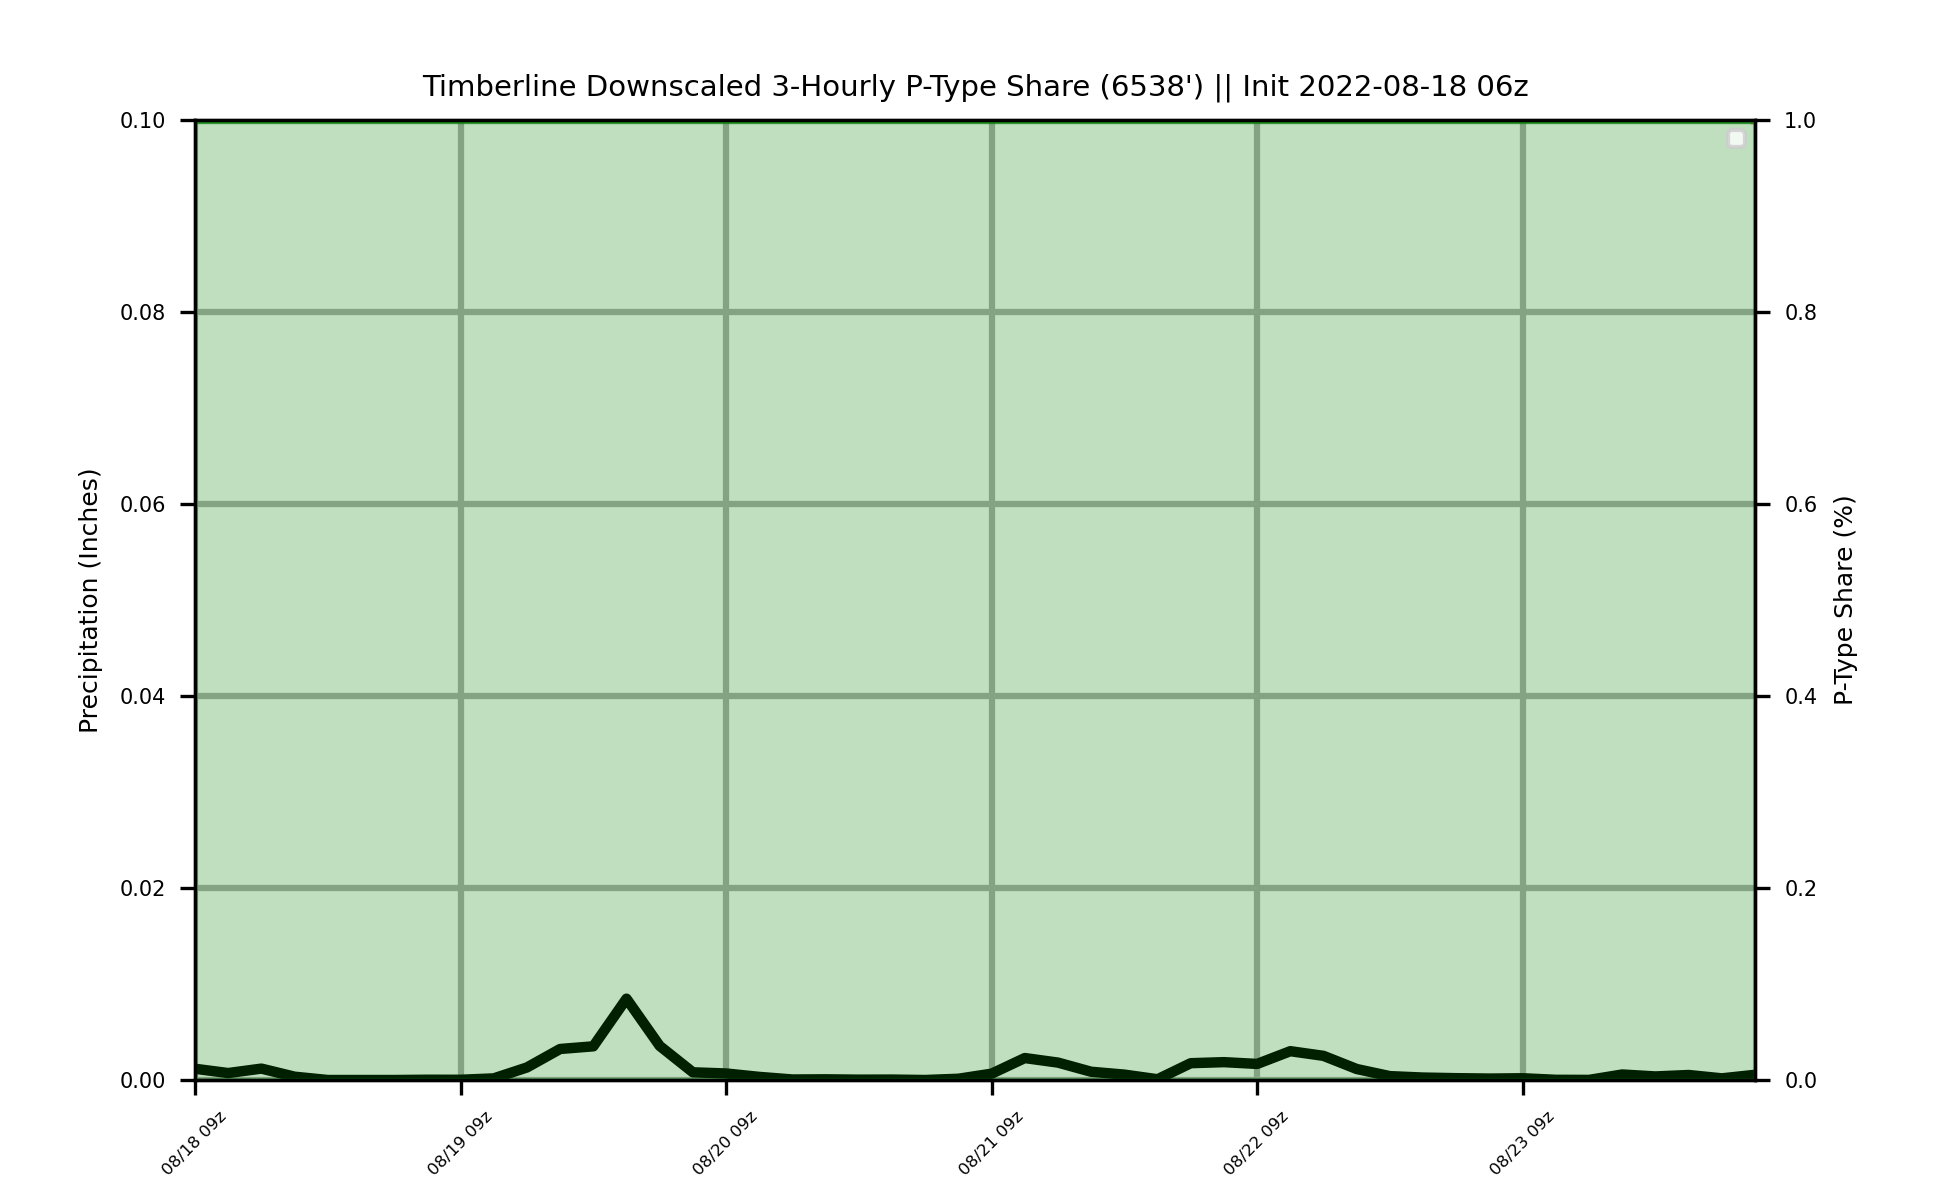 Timberline Downscaled 3-Hourly P-Type Share (6538') || Init 2022-08-18 06z
0.10
0.08
0.06
0.04
0.02
0.00
Precipitation (Inches)
1.0
0.8
0.6
0.4
0.2
0.0
P-Type Share (%)
08/18 09z
08/19 09z
08/20 09z
08/21 09z
08/22 09z
08/23 09z